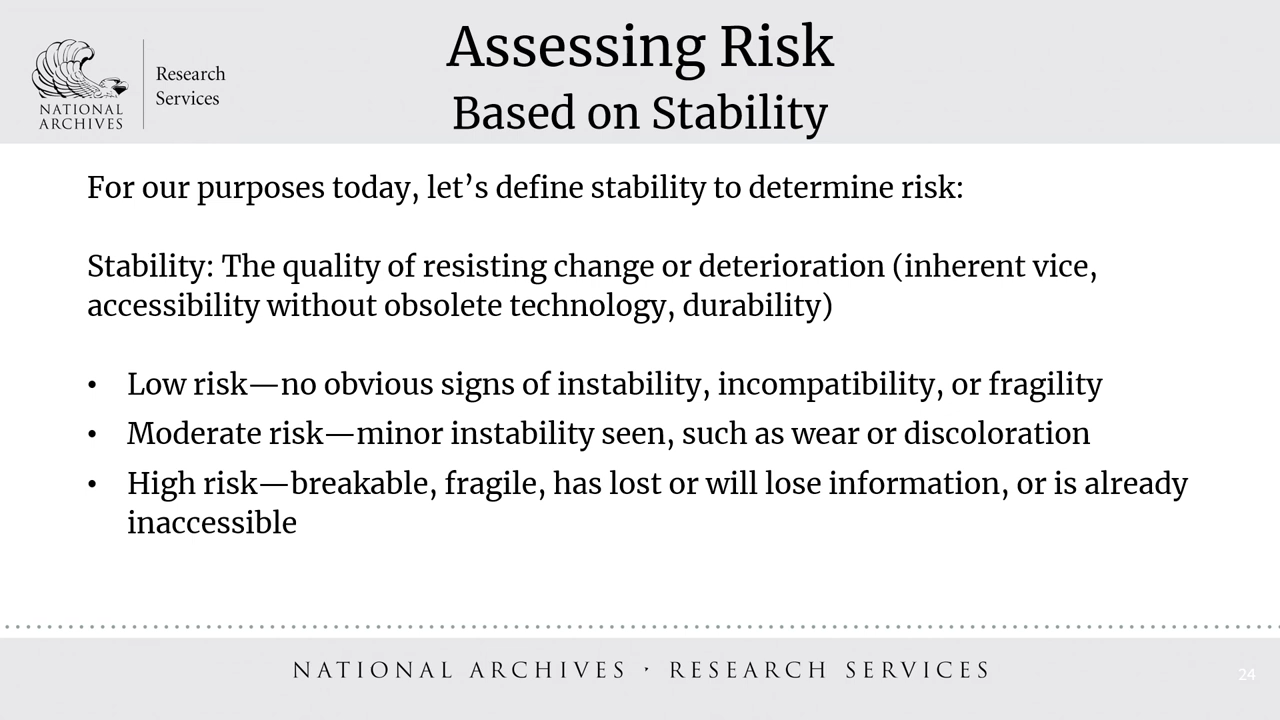 Assessing Risk
Based on Stability
Research
Services
NATIONAL
ARCHIVES
For our purposes today, let’s define stability to determine risk:
Stability: The quality of resisting change or deterioration (inherent vice,
accessibility without obsolete technology, durability)
• Low risk—no obvious signs of instability, incompatibility, or fragility
• Moderate risk—minor instability seen, such as wear or discoloration
• High risk—breakable, fragile, has lost or will lose information, or is already
inaccessible
NATIONAL ARCHIVES · RESEARCH SERVICES
24